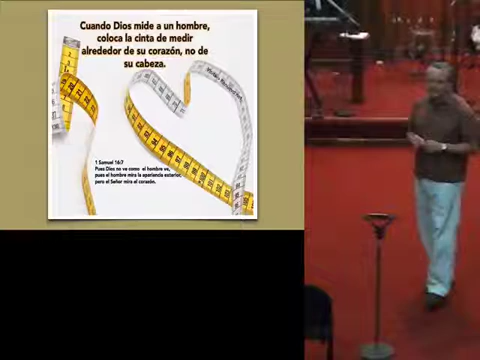 Cuando Dios mide a un hombre,
coloca la cinta de medir
alrededor de su corazón, no de
su cabeza.
1 Samuel 16:7
Pues Dios no ve como el hombre ve,
pues el hombre mira la apariencia exterior,
pero el Señor mira el corazón.